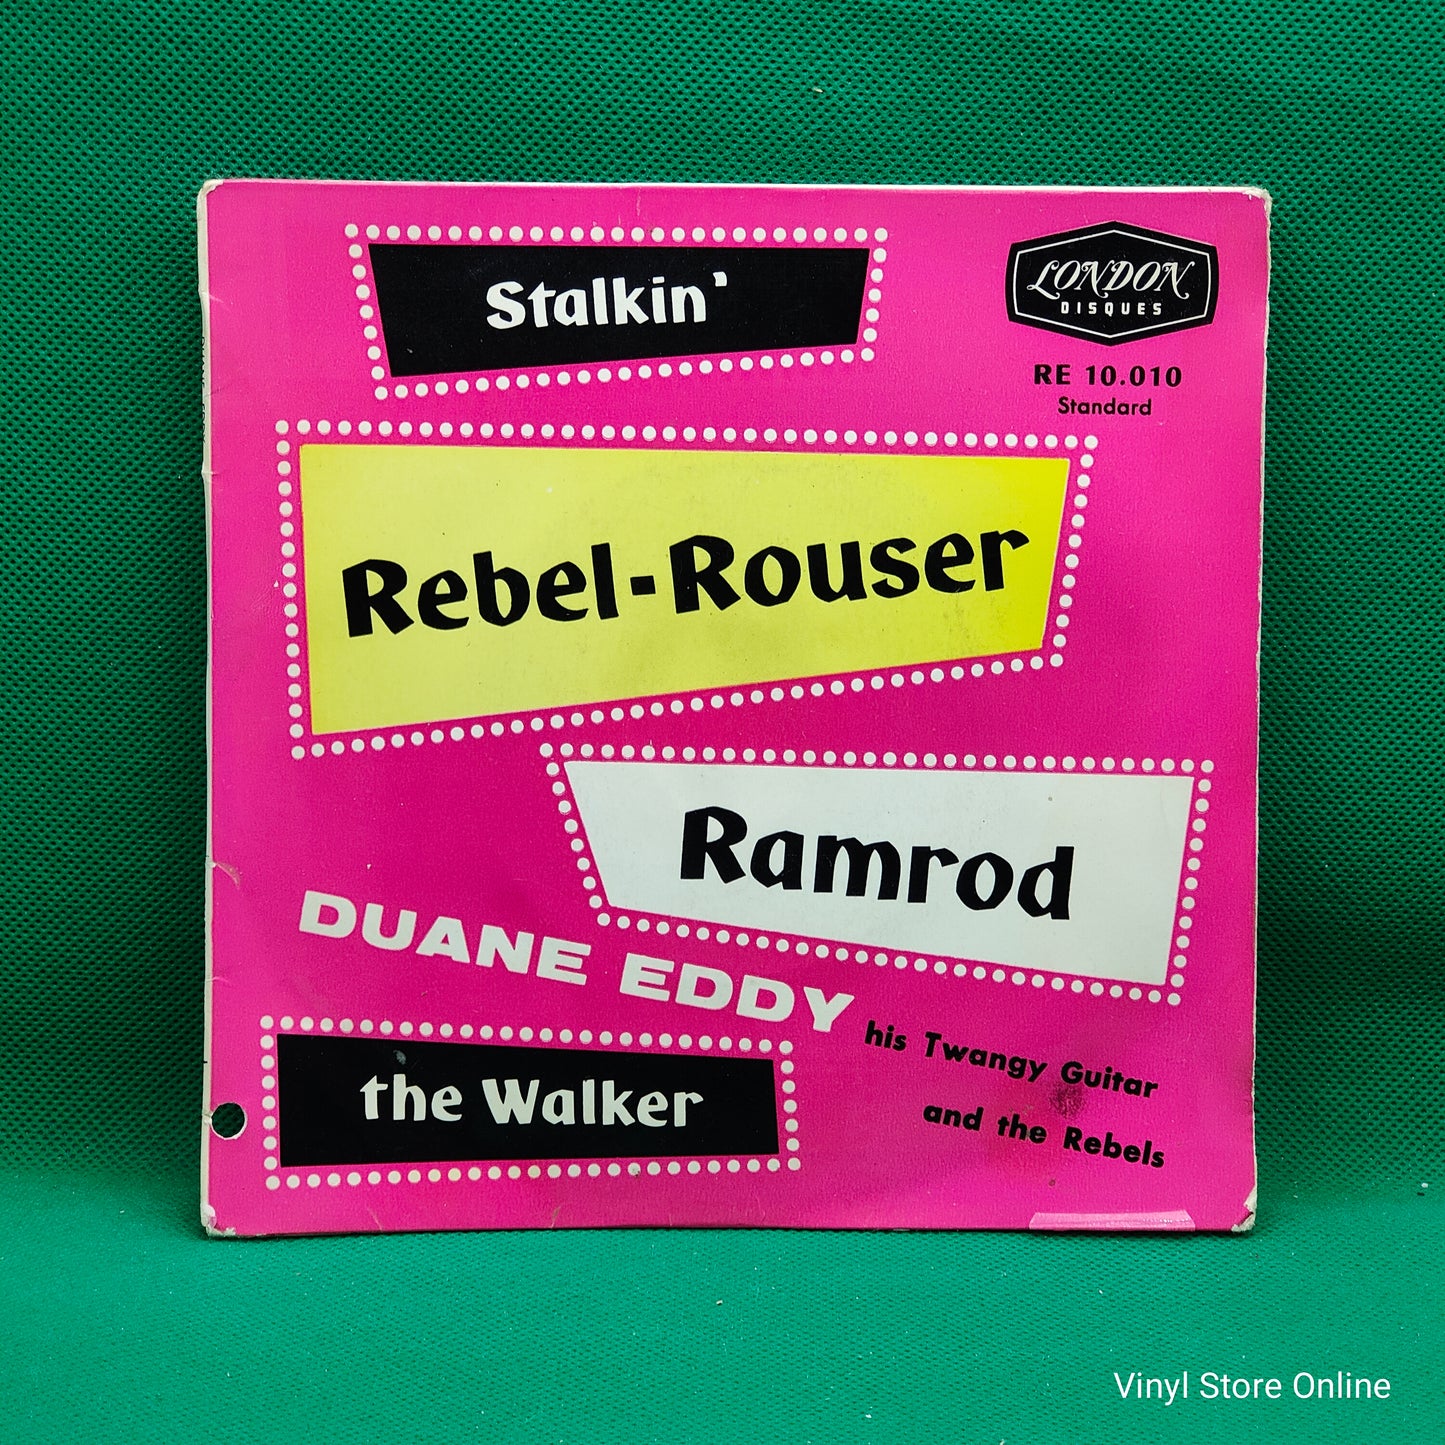 Stalkin'
LONDON
DISQUES
RE 10.010
Standard
Rebel-Rouser
Ramrod
DUANE EDDY
his Twangy Guitar
and the Rebels
the Walker
Vinyl Store Online